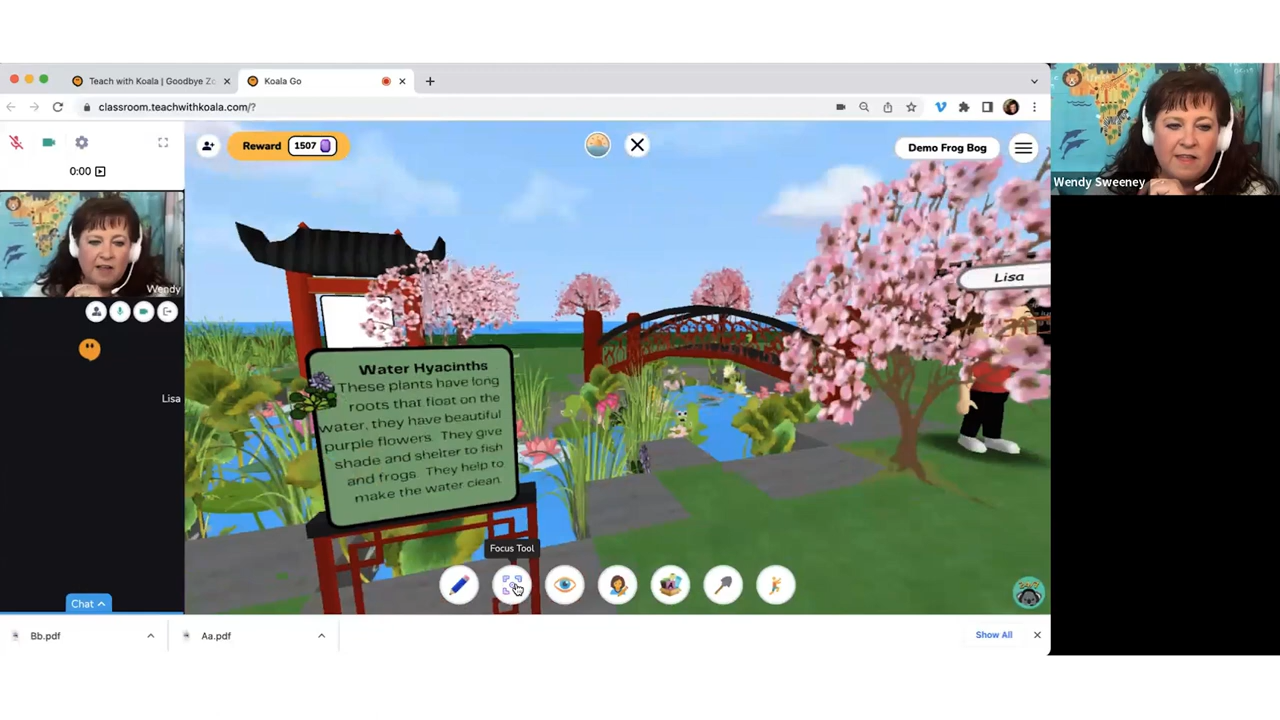 Teach with Koala | Goodbye Zo
Koala Go
classroom.teachwithkoala.com/?
0:00
Reward 1507
Demo Frog Bog
Wendy Sweeney
Wendy
Lisa
Lisa
Water Hyacinths
These plants have long
roots that float on the
water, they have beautiful
purple flowers. They give
shade and shelter to fish
and frogs. They help to
make the water clean.
Focus Tool
Chat
Bb.pdf
Aa.pdf
Show All